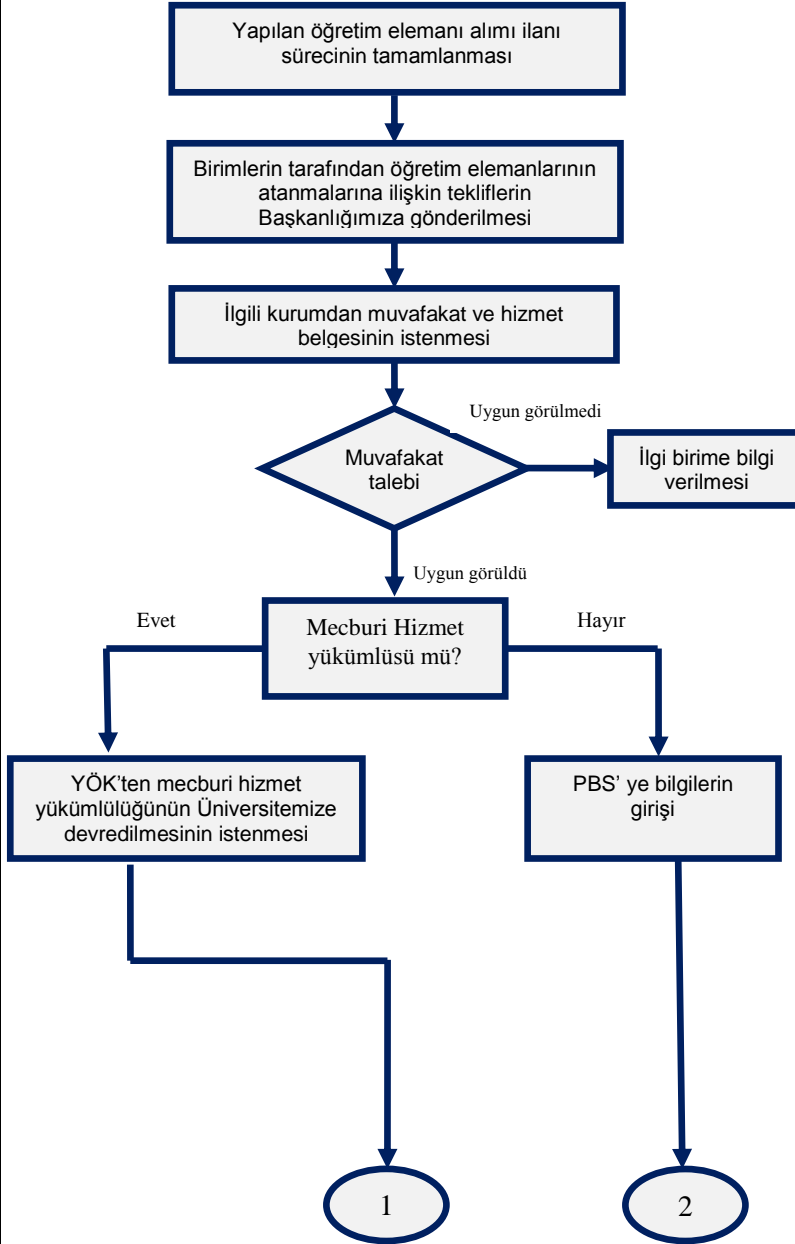 Yapılan öğretim elemanı alımı ilanı
sürecinin tamamlanması
Birimlerin tarafından öğretim elemanlarının
atanmalarına ilişkin tekliflerin
Başkanlığımıza gönderilmesi
İlgili kurumdan muvafakat ve hizmet
belgesinin istenmesi
Uygun görülmedi
Muvafakat
talebi
İlgi birime bilgi
verilmesi
Uygun görüldü
Evet
Mecburi Hizmet
yükümlüsü mü?
Hayır
YÖK’ten mecburi hizmet
yükümlülüğünün Üniversitemize
devredilmesinin istenmesi
PBS’ ye bilgilerin
girişi
1
2